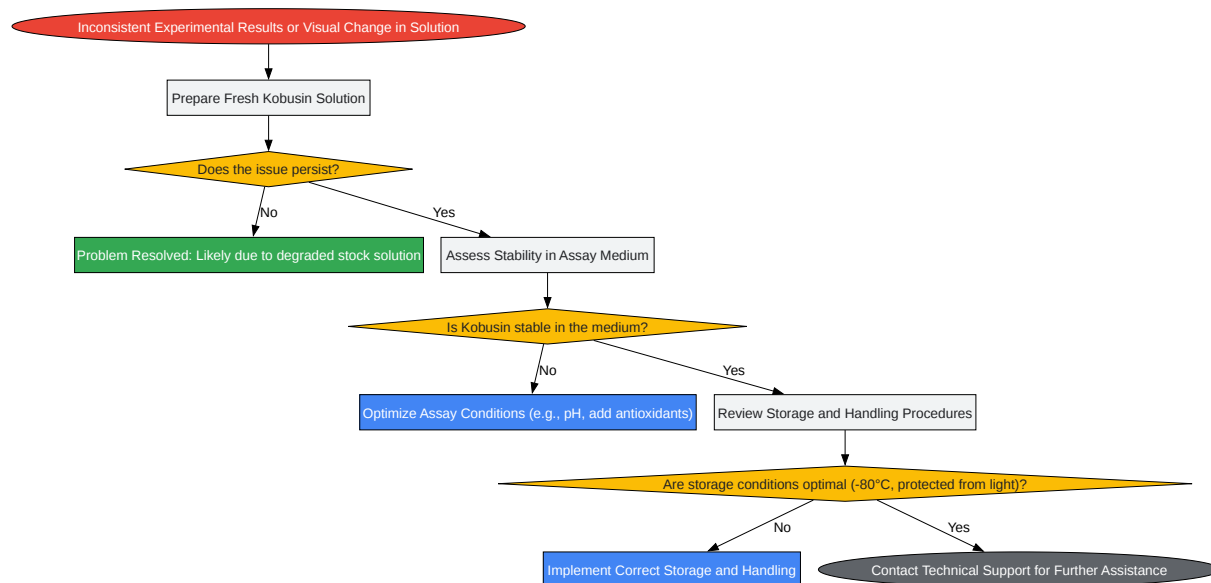 Inconsistent Experimental Results or Visual Change in Solution
Prepare Fresh Kobusin Solution
Does the issue persist?
No
Yes
Problem Resolved: Likely due to degraded stock solution
Assess Stability in Assay Medium
Is Kobusin stable in the medium?
No
Yes
Optimize Assay Conditions (e.g., pH, add antioxidants)
Review Storage and Handling Procedures
Are storage conditions optimal (-80°C, protected from light)?
No
Yes
Implement Correct Storage and Handling
Contact Technical Support for Further Assistance